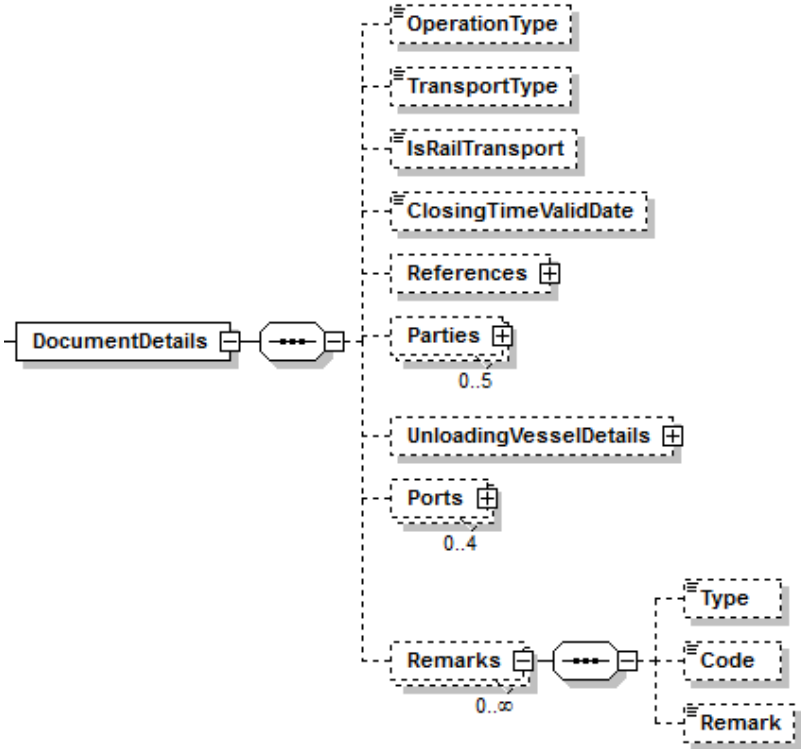 OperationType
TransportType
IsRailTransport
ClosingTimeValidDate
References
DocumentDetails
Parties
0..5
UnloadingVesselDetails
Ports
0..4
Type
Remarks
Code
0..∞
Remark